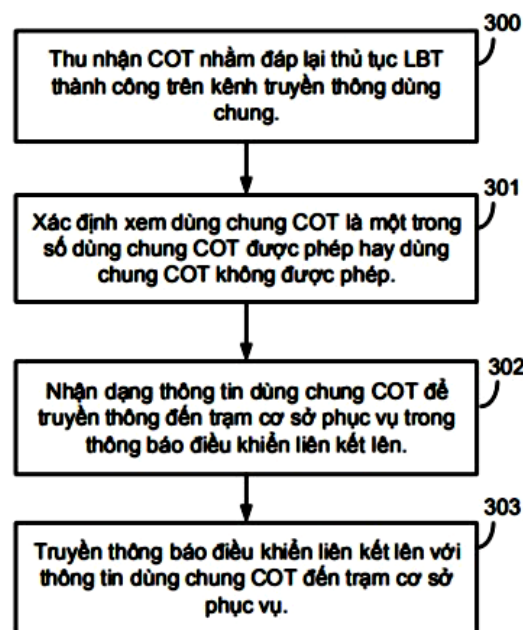 300
Thu nhận COT nhằm đáp lại thủ tục LBT
thành công trên kênh truyền thông dùng
chung.
301
Xác định xem dùng chung COT là một trong
số dùng chung COT được phép hay dùng
chung COT không được phép.
302
Nhận dạng thông tin dùng chung COT để
truyền thông đến trạm cơ sở phục vụ trong
thông báo điều khiển liên kết lên.
303
Truyền thông báo điều khiển liên kết lên với
thông tin dùng chung COT đến trạm cơ sở
phục vụ.